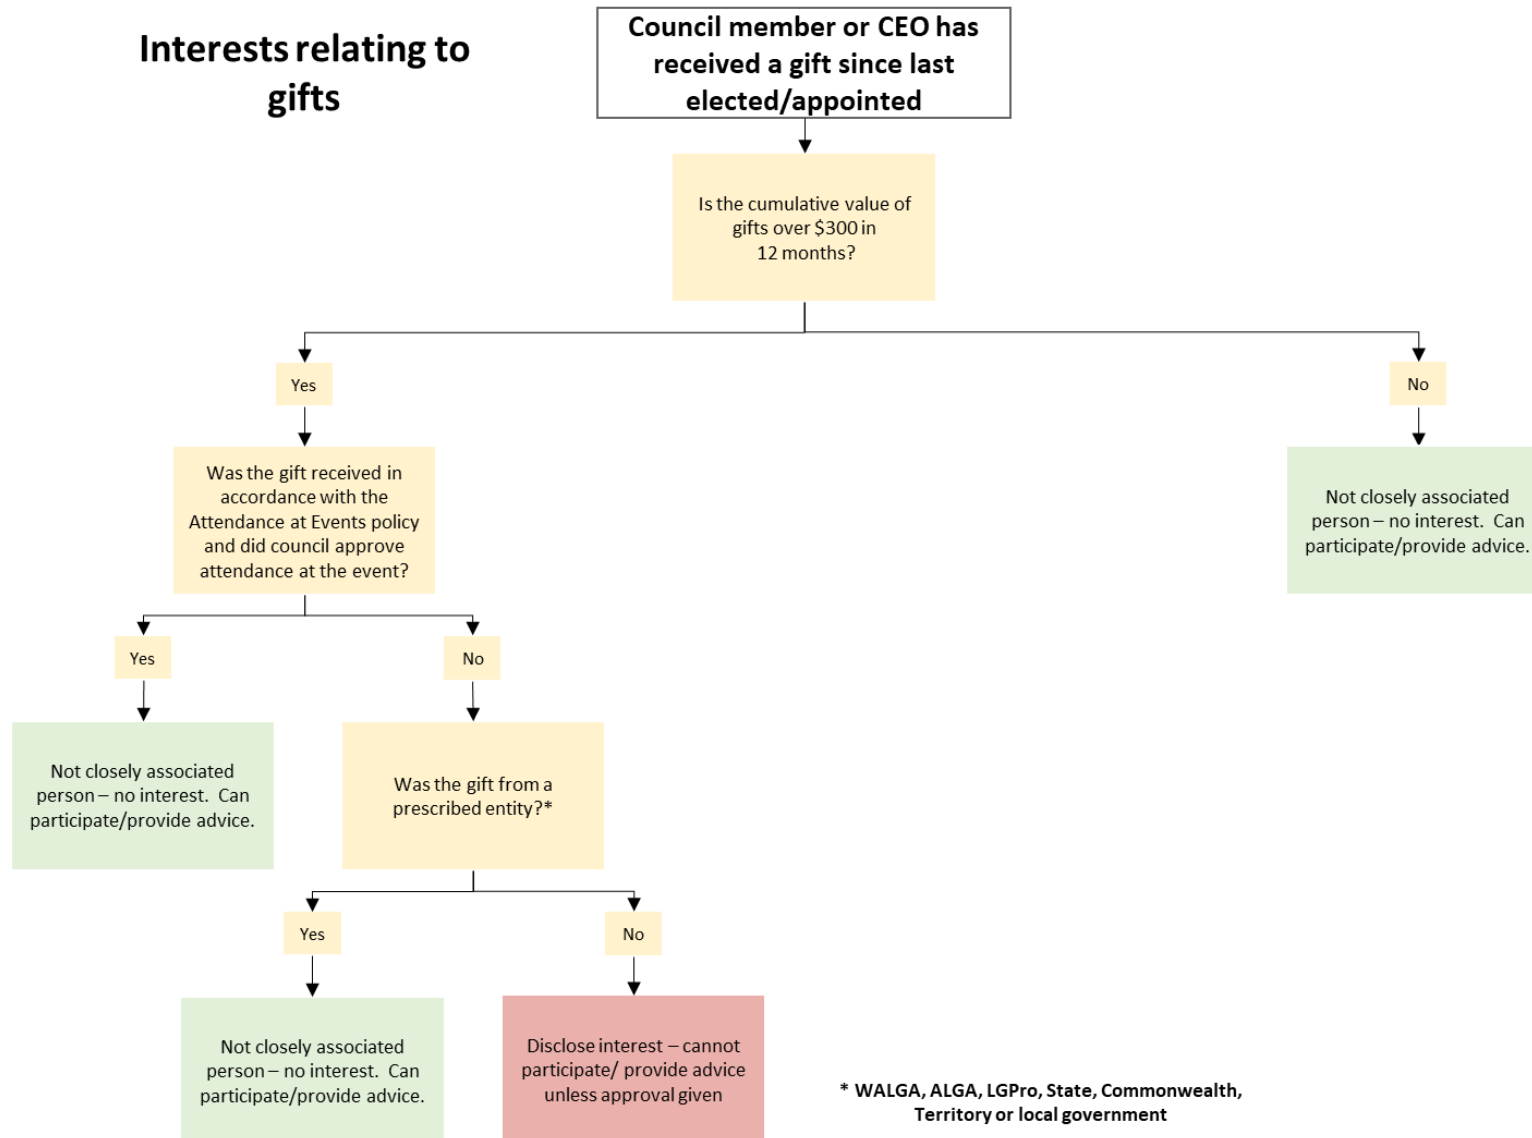 Interests relating to
gifts
Council member or CEO has
received a gift since last
elected/appointed
Is the cumulative value of
gifts over $300 in
12 months?
Yes
No
Was the gift received in
accordance with the
Attendance at Events policy
and did council approve
attendance at the event?
Not closely associated
person – no interest.  Can
participate/provide advice.
Yes
No
Not closely associated
person – no interest.  Can
participate/provide advice.
Was the gift from a
prescribed entity?*
Yes
No
Not closely associated
person – no interest.  Can
participate/provide advice.
Disclose interest – cannot
participate/ provide advice
unless approval given
* WALGA, ALGA, LGPro, State, Commonwealth,
Territory or local government